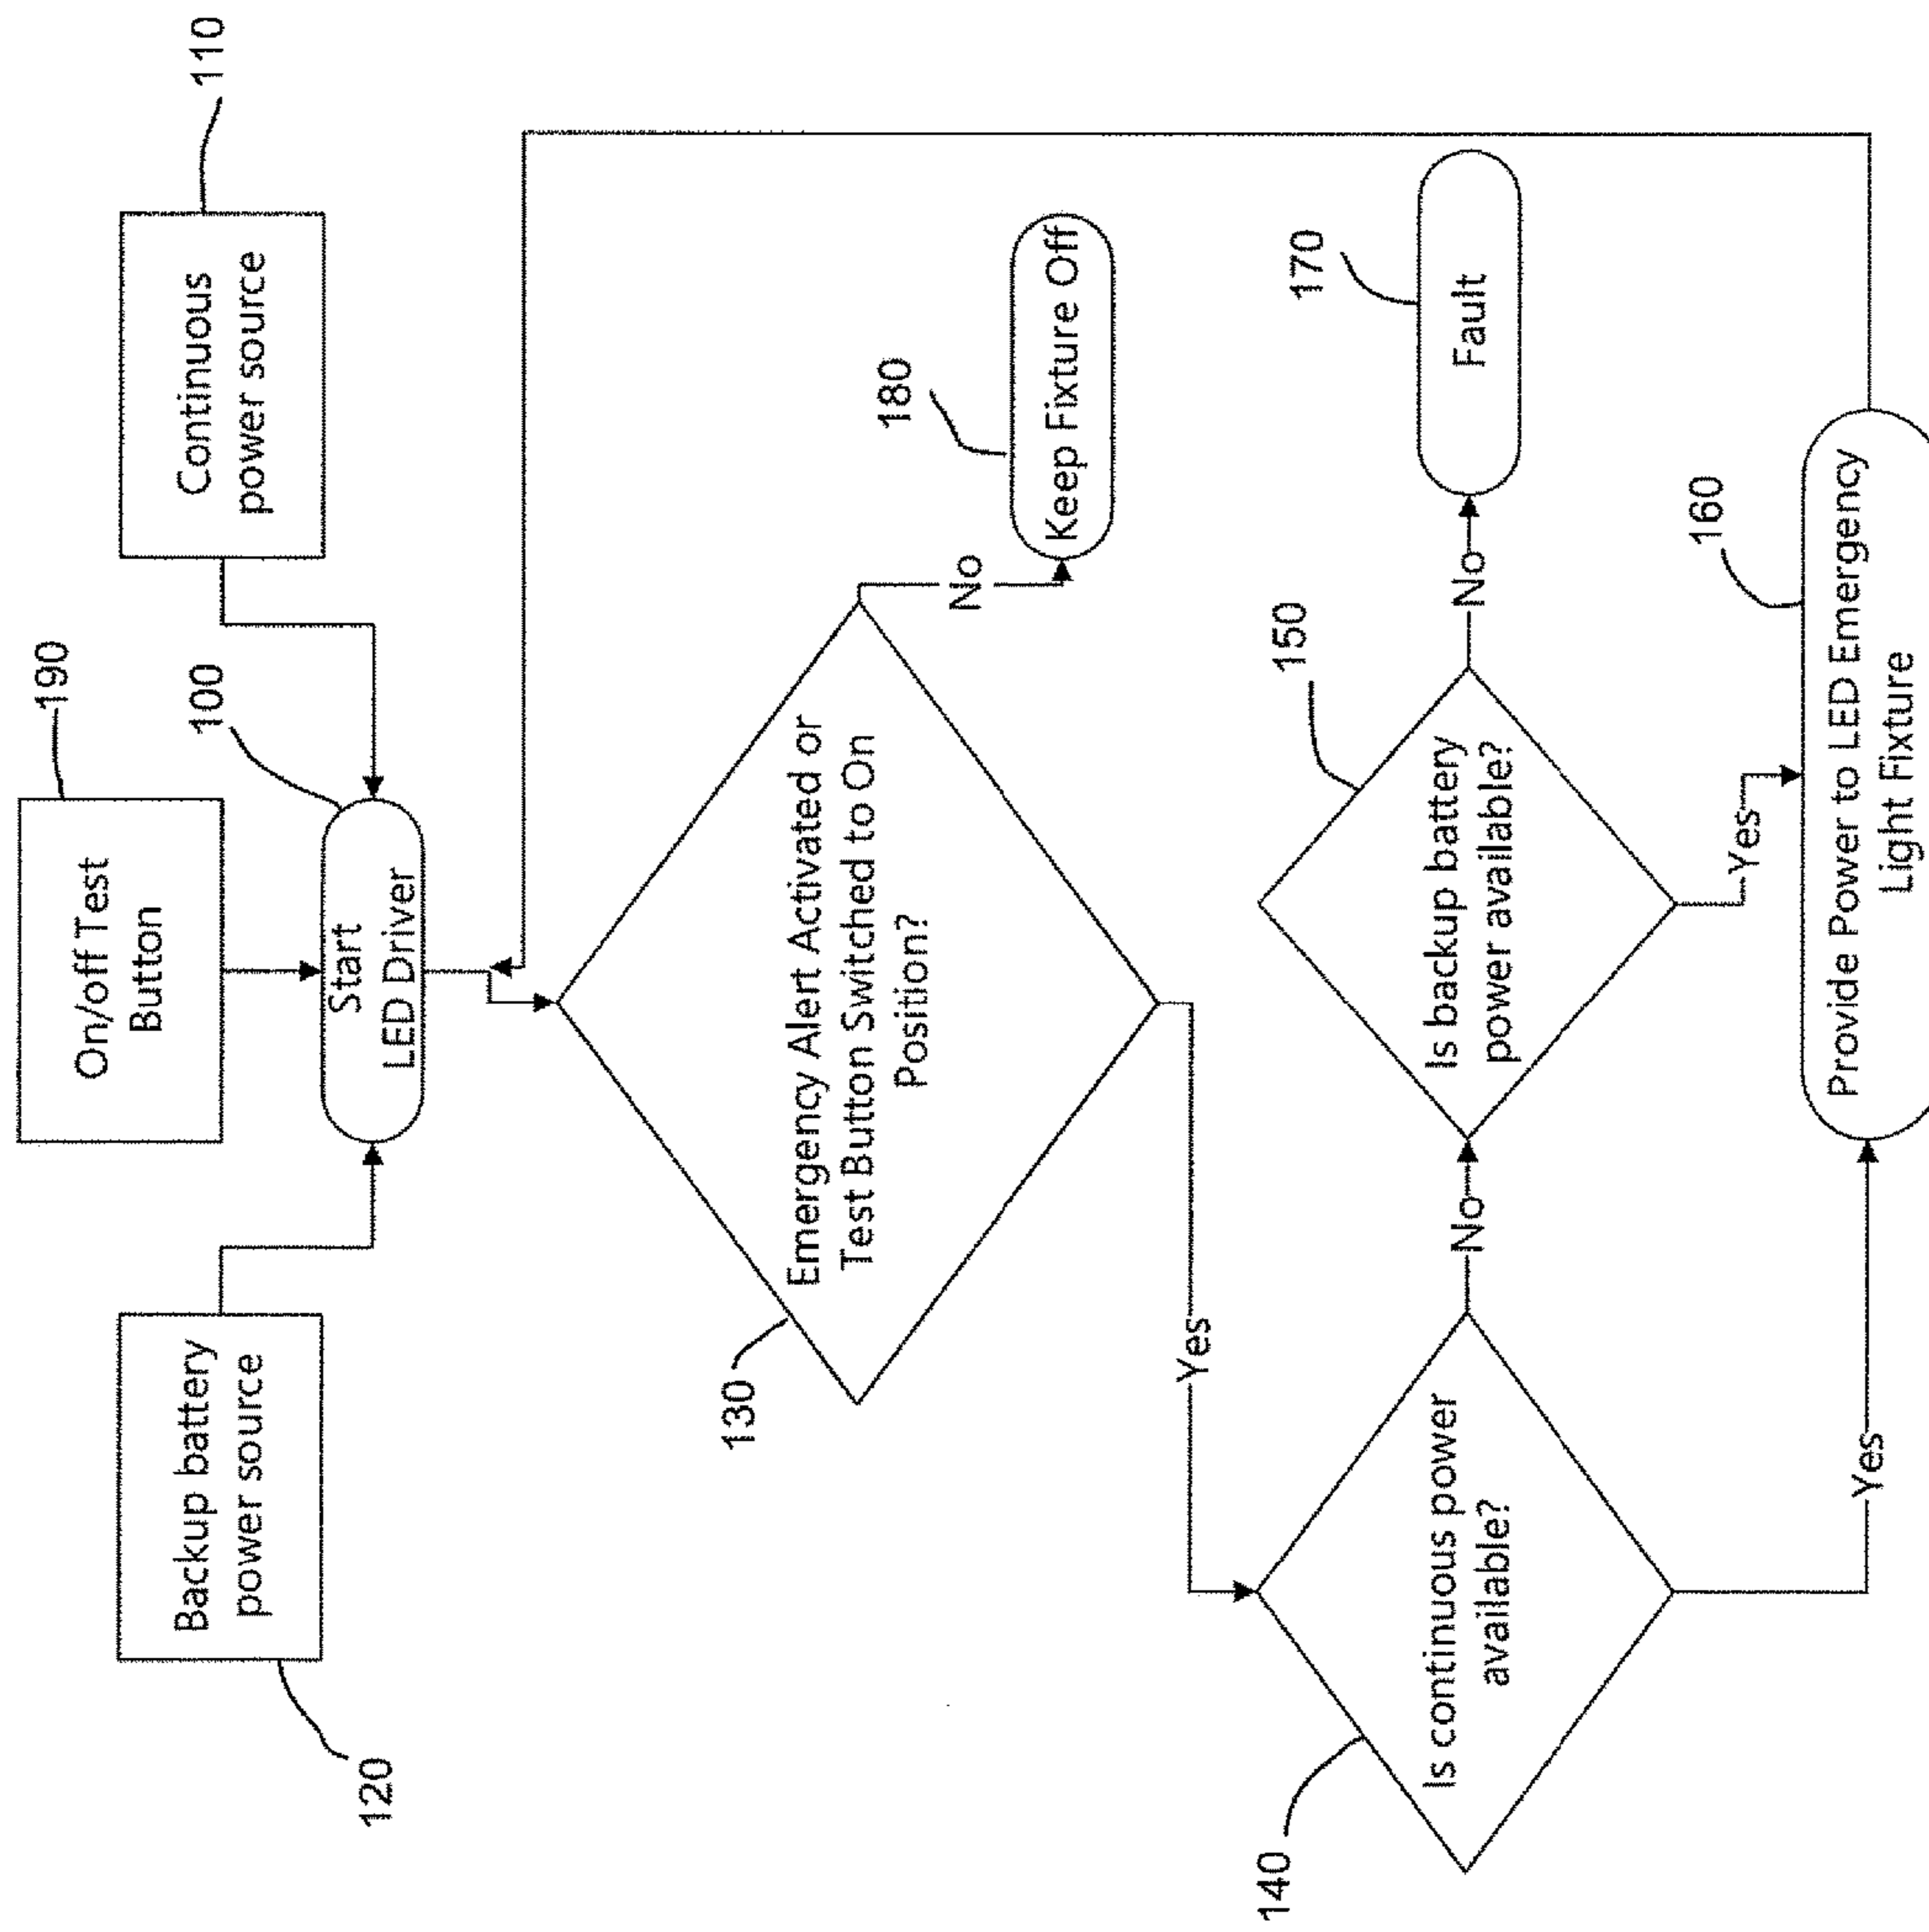 190
On/off Test
Button
110
Continuous
power source
Backup battery
power source
120
100
Start
LED Driver
130
Emergency Alert Activated or
Test Button Switched to On
Position?
No
180
Keep Fixture Off
Yes
140
Is continuous power
available?
No
150
Is backup battery
power available?
No
170
Fault
Yes
Yes
160
Provide Power to LED Emergency
Light Fixture